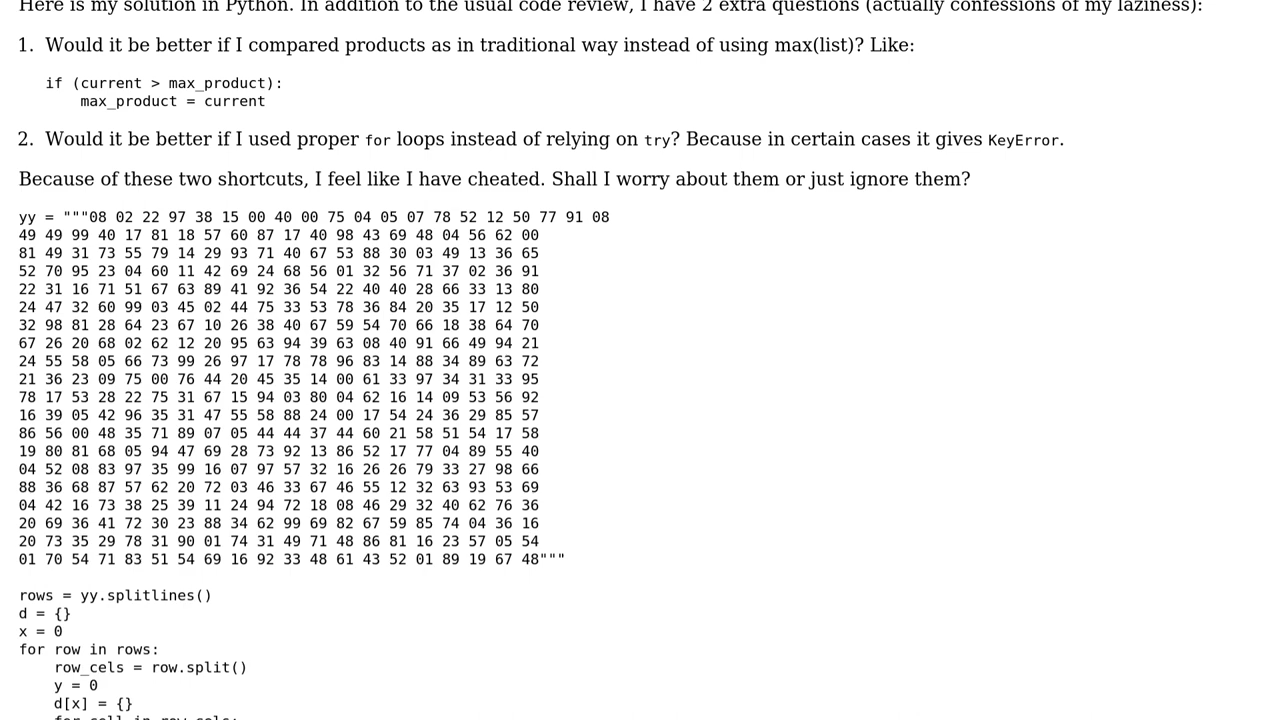 Here is my solution in Python. In addition to the usual code review, I have 2 extra questions (actually confessions of my laziness):
1. Would it be better if I compared products as in traditional way instead of using max(list)? Like:
if (current > max_product):
    max_product = current
2. Would it be better if I used proper for loops instead of relying on try? Because in certain cases it gives KeyError.
Because of these two shortcuts, I feel like I have cheated. Shall I worry about them or just ignore them?
yy = """08 02 22 97 38 15 00 40 00 75 04 05 07 78 52 12 50 77 91 08
49 49 99 40 17 81 18 57 60 87 17 40 98 43 69 48 04 56 62 00
81 49 31 73 55 79 14 29 93 71 40 67 53 88 30 03 49 13 36 65
52 70 95 23 04 60 11 42 69 24 68 56 01 32 56 71 37 02 36 91
22 31 16 71 51 67 63 89 41 92 36 54 22 40 40 28 66 33 13 80
24 47 32 60 99 03 45 02 44 75 33 53 78 36 84 20 35 17 12 50
32 98 81 28 64 23 67 10 26 38 40 67 59 54 70 66 18 38 64 70
67 26 20 68 02 62 12 20 95 63 94 39 63 08 40 91 66 49 94 21
24 55 58 05 66 73 99 26 97 17 78 78 96 83 14 88 34 89 63 72
21 36 23 09 75 00 76 44 20 45 35 14 00 61 33 97 34 31 33 95
78 17 53 28 22 75 31 67 15 94 03 80 04 62 16 14 09 53 56 92
16 39 05 42 96 35 31 47 55 58 88 24 00 17 54 24 36 29 85 57
86 56 00 48 35 71 89 07 05 44 44 37 44 60 21 58 51 54 17 58
19 80 81 68 05 94 47 69 28 73 92 13 86 52 17 77 04 89 55 40
04 52 08 83 97 35 99 16 07 97 57 32 16 26 26 79 33 27 98 66
88 36 68 87 57 62 20 72 03 46 33 67 46 55 12 32 63 93 53 69
04 42 16 73 38 25 39 11 24 94 72 18 08 46 29 32 40 62 76 36
20 69 36 41 72 30 23 88 34 62 99 69 82 67 59 85 74 04 36 16
20 73 35 29 78 31 90 01 74 31 49 71 48 86 81 16 23 57 05 54
01 70 54 71 83 51 54 69 16 92 33 48 61 43 52 01 89 19 67 48"""
rows = yy.splitlines()
d = {}
x = 0
for row in rows:
    row_cels = row.split()
    y = 0
    d[x] = {}
    for cell in row_cels: